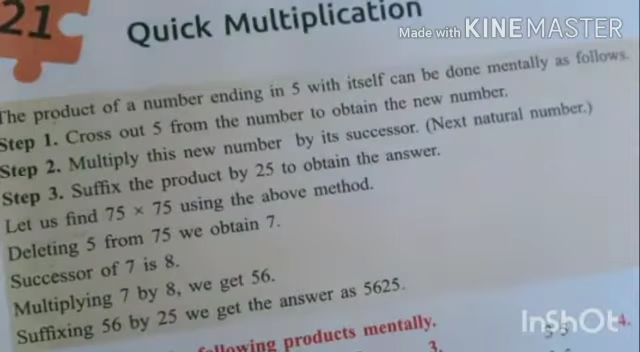 21
Quick Multiplication
Made with KINEMASTER
The product of a number ending in 5 with itself can be done mentally as follows.
Step 1. Cross out 5 from the number to obtain the new number.
Step 2. Multiply this new number by its successor. (Next natural number.)
Step 3. Suffix the product by 25 to obtain the answer.
Let us find 75 × 75 using the above method.
Deleting 5 from 75 we obtain 7.
Successor of 7 is 8.
Multiplying 7 by 8, we get 56.
Suffixing 56 by 25 we get the answer as 5625.
following products mentally.
3.
4.
InShOt